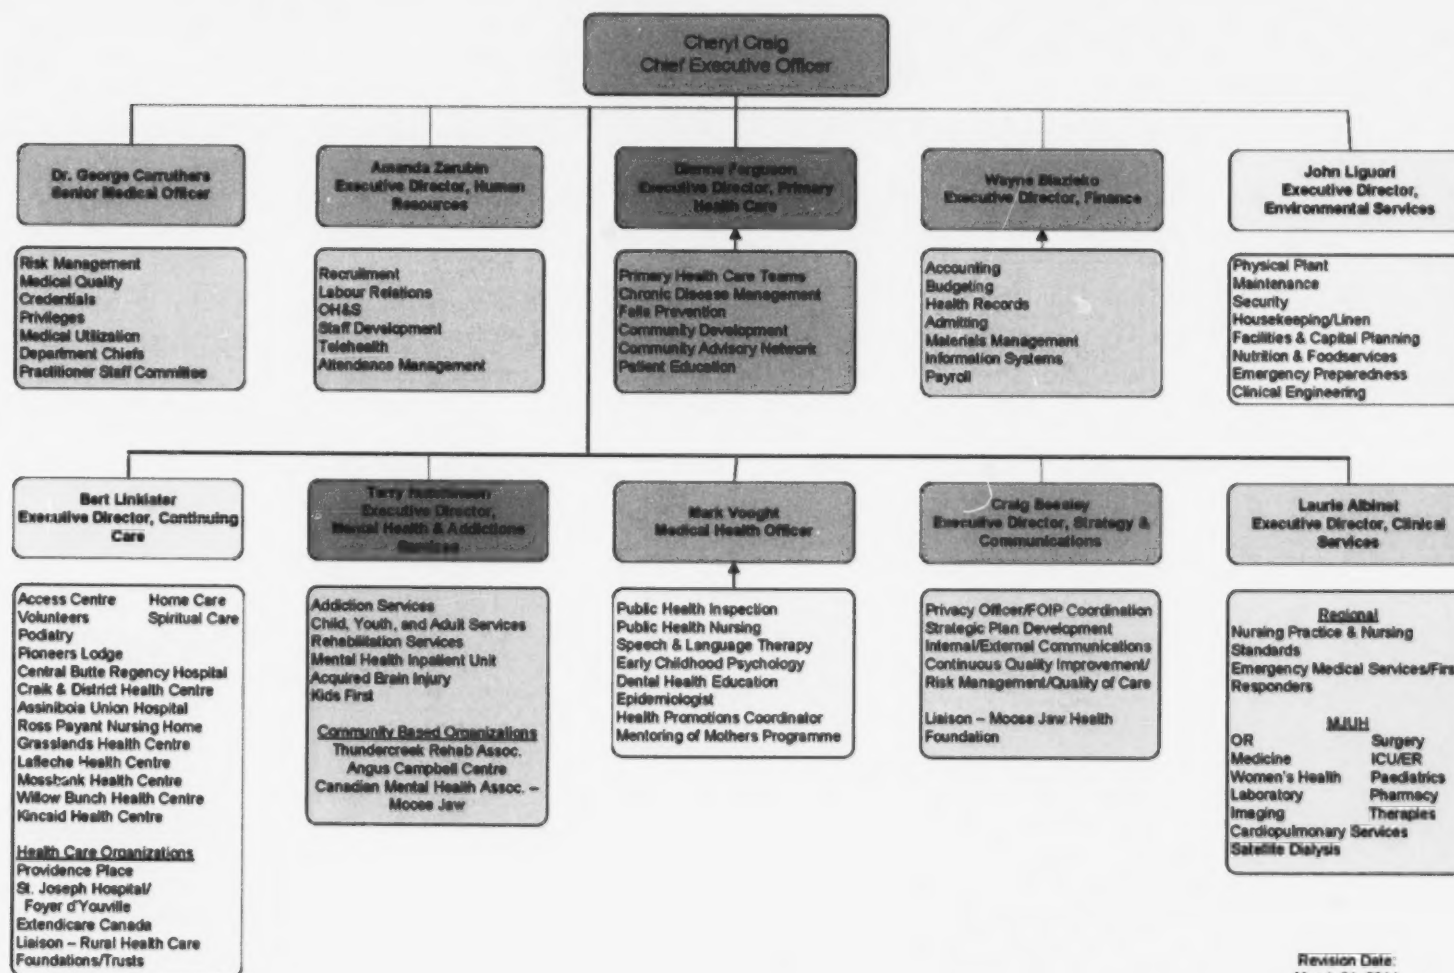 Cheryl Craig
Chief Executive Officer
Dr. George Carruthers
Senior Medical Officer
Risk Management
Medical Quality
Credentials
Privileges
Medical Utilization
Department Chiefs
Practitioner Staff Committee
Amanda Zarubin
Executive Director, Human
Resources
Recruitment
Labour Relations
OH&S
Staff Development
Telehealth
Attendance Management
Dianne Ferguson
Executive Director, Primary
Health Care
Primary Health Care Teams
Chronic Disease Management
Falls Prevention
Community Development
Community Advisory Network
Patient Education
Wayne Blazieko
Executive Director, Finance
Accounting
Budgeting
Health Records
Admitting
Materials Management
Information Systems
Payroll
John Liguori
Executive Director,
Environmental Services
Physical Plant
Maintenance
Security
Housekeeping/Linen
Facilities & Capital Planning
Nutrition & Foodservices
Emergency Preparedness
Clinical Engineering
Bert Linklater
Executive Director, Continuing
Care
Access Centre Home Care
Volunteers Spiritual Care
Podiatry
Pioneers Lodge
Central Butte Regency Hospital
Craik & District Health Centre
Assiniboia Union Hospital
Ross Payant Nursing Home
Grasslands Health Centre
Lafleche Health Centre
Mossbank Health Centre
Willow Bunch Health Centre
Kincaid Health Centre
Health Care Organizations
Providence Place
St. Joseph Hospital/
Foyer d'Youville
Extendicare Canada
Liaison – Rural Health Care
Foundations/Trusts
Terry Hutchinson
Executive Director,
Mental Health & Addictions
Services
Addiction Services
Child, Youth, and Adult Services
Rehabilitation Services
Mental Health Inpatient Unit
Acquired Brain Injury
Kids First
Community Based Organizations
Thundercreek Rehab Assoc.
Angus Campbell Centre
Canadian Mental Health Assoc. –
Moose Jaw
Mark Vooght
Medical Health Officer
Public Health Inspection
Public Health Nursing
Speech & Language Therapy
Early Childhood Psychology
Dental Health Education
Epidemiologist
Health Promotions Coordinator
Mentoring of Mothers Programme
Craig Beesley
Executive Director, Strategy &
Communications
Privacy Officer/FOIP Coordination
Strategic Plan Development
Internal/External Communications
Continuous Quality Improvement/
Risk Management/Quality of Care
Liaison – Moose Jaw Health
Foundation
Laurie Albinet
Executive Director, Clinical
Services
Regional
Nursing Practice & Nursing
Standards
Emergency Medical Services/First
Responders
MJUH
OR Surgery
Medicine ICU/ER
Women's Health Paediatrics
Laboratory Pharmacy
Imaging Therapies
Cardiopulmonary Services
Satellite Dialysis
Revision Date: